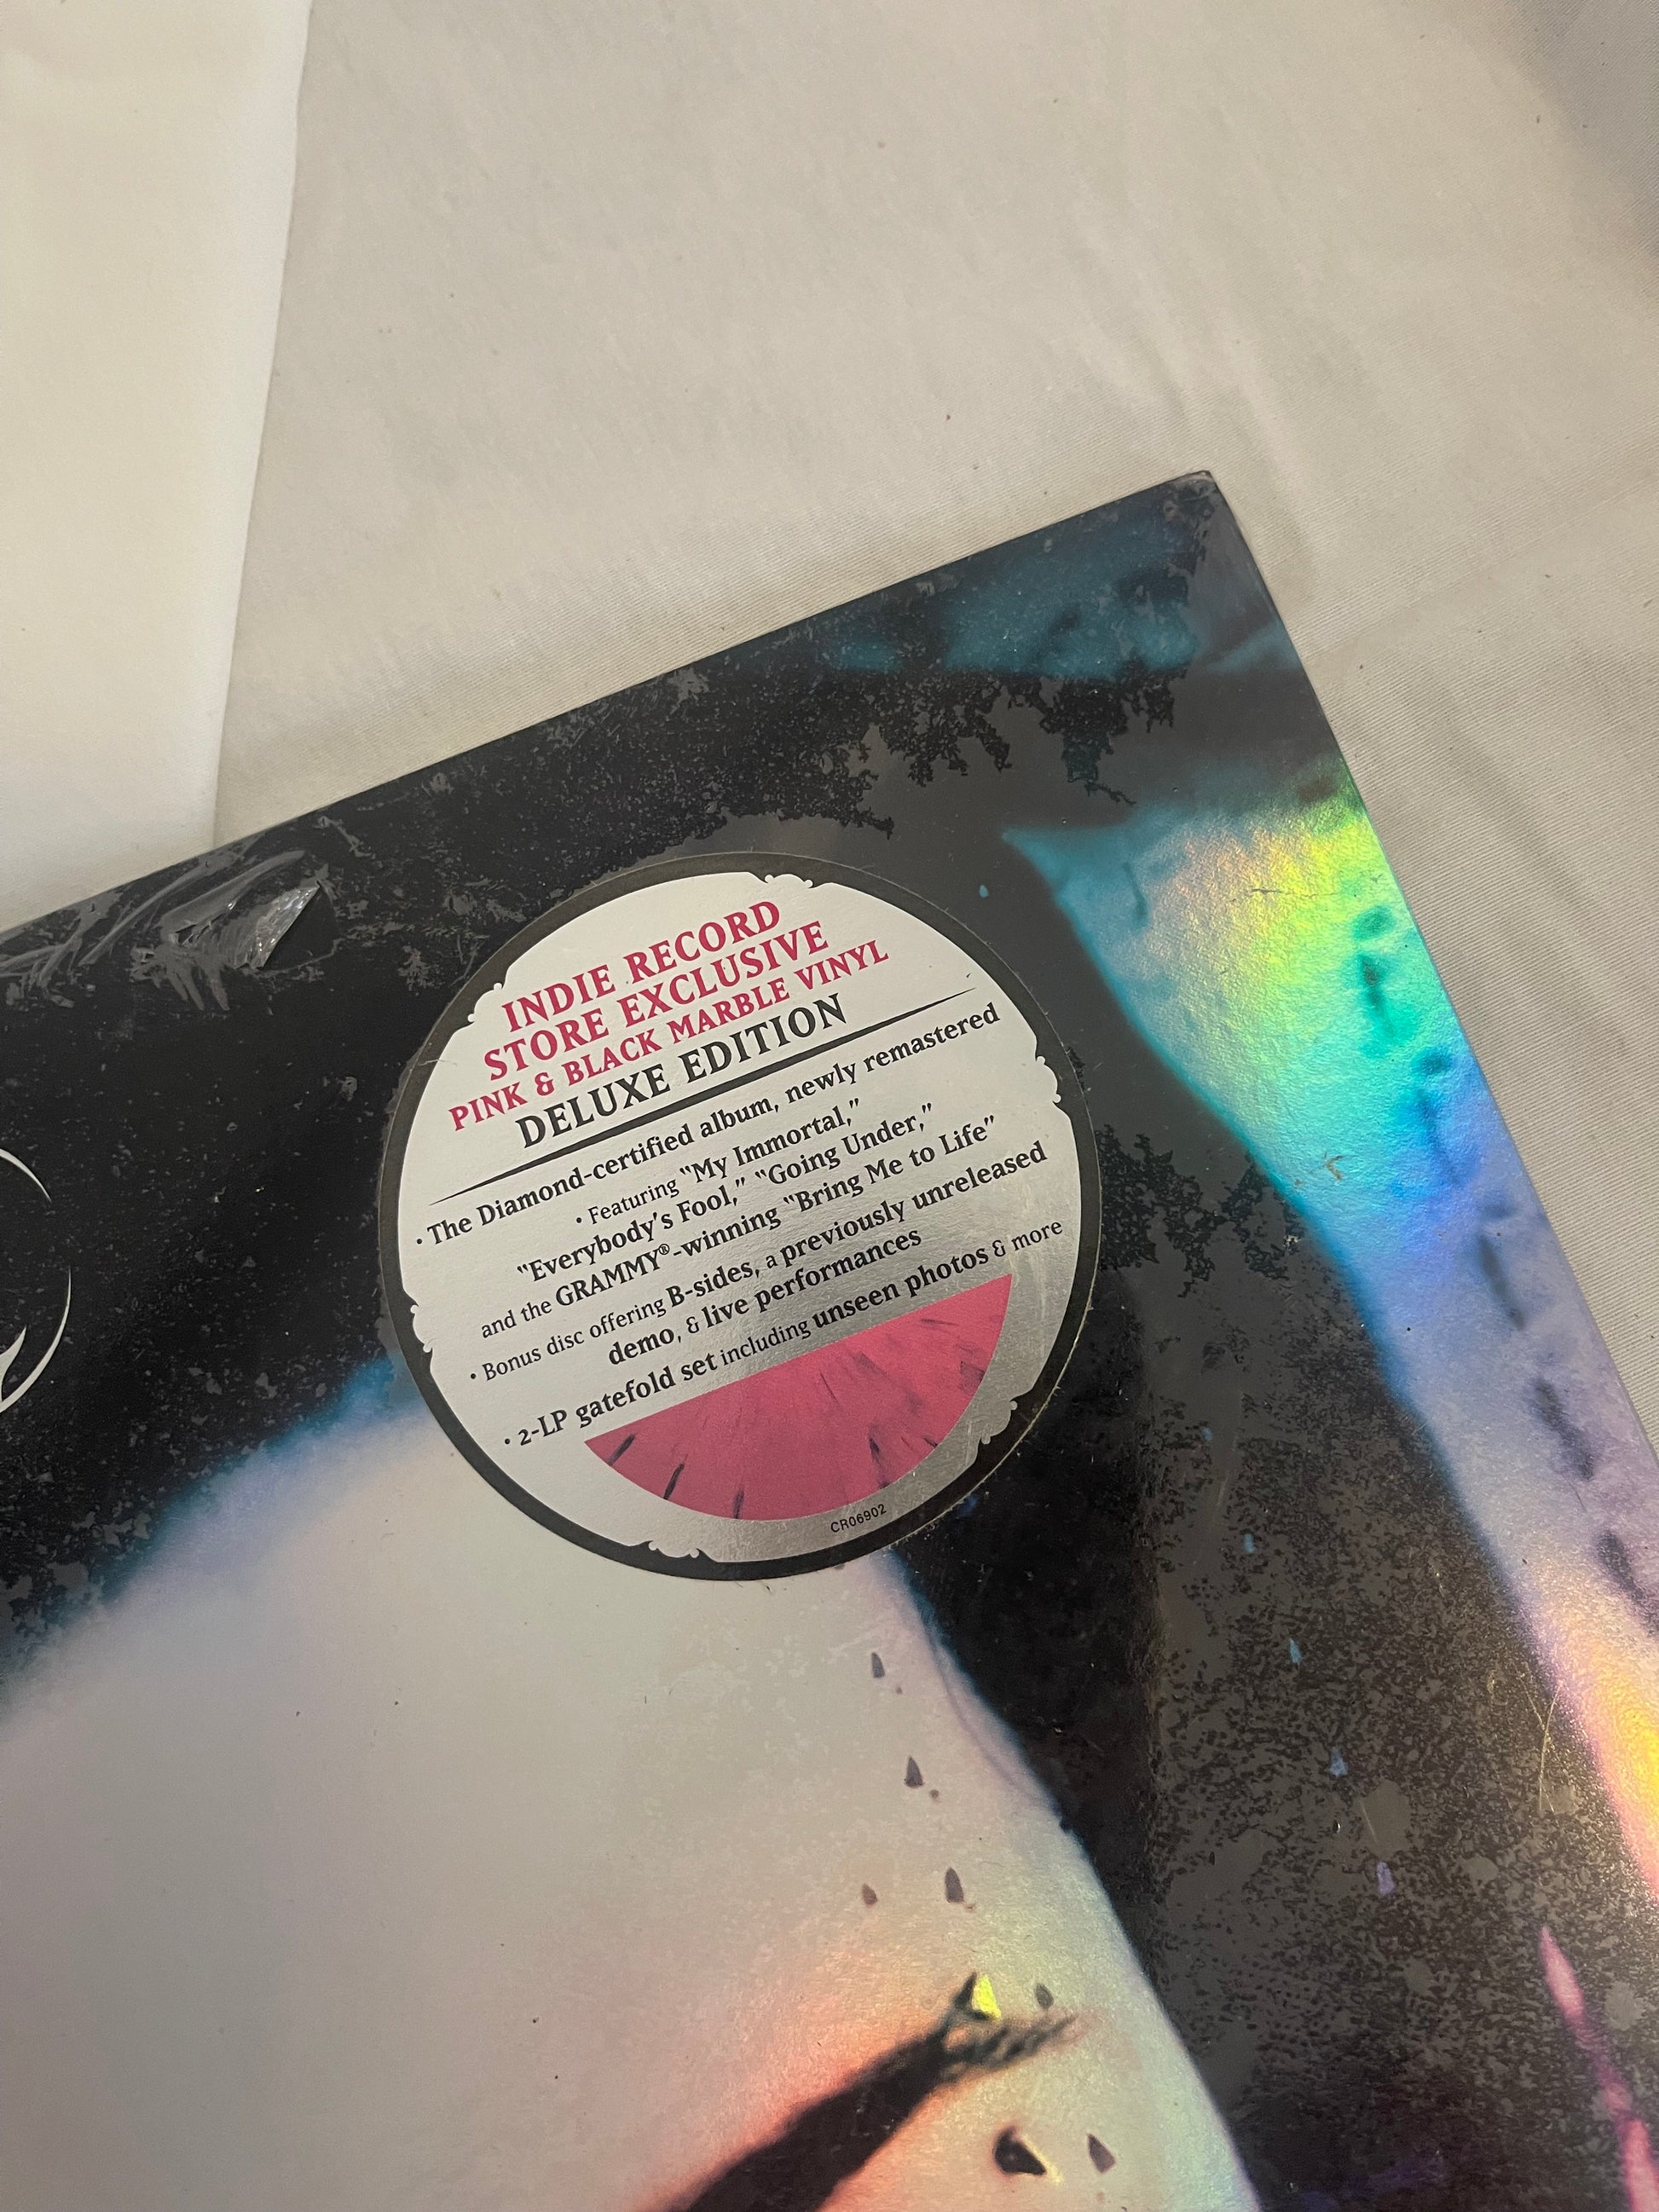 INDIE RECORD
STORE EXCLUSIVE
PINK & BLACK MARBLE VINYL
DELUXE EDITION
• The Diamond-certified album, newly remastered
• Featuring “My Immortal,”
“Everybody’s Fool,” “Going Under,”
and the GRAMMY®-winning “Bring Me to Life”
• Bonus disc offering B-sides, a previously unreleased
demo, & live performances
• 2-LP gatefold set including unseen photos & more
CR06902